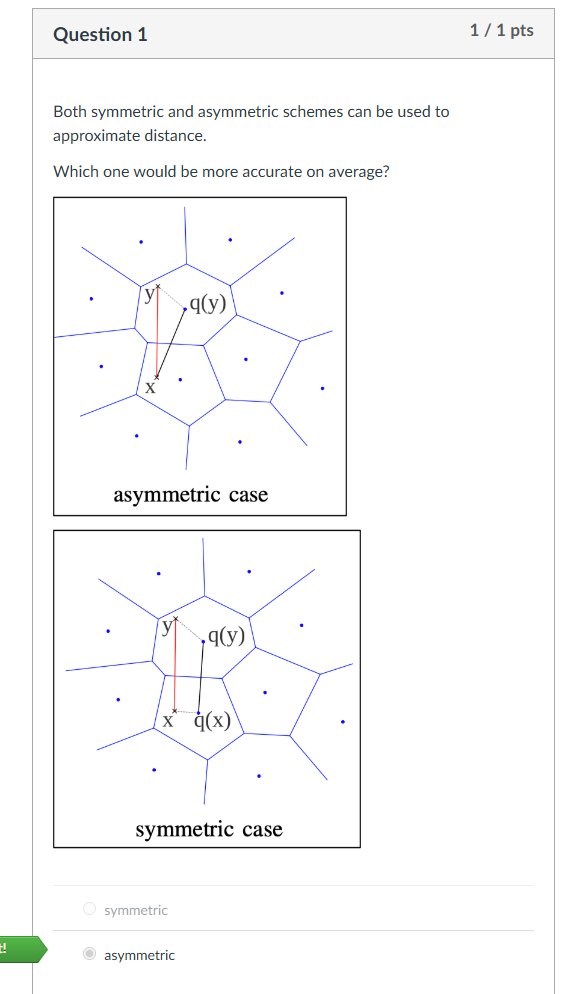 Question 1
1 / 1 pts
Both symmetric and asymmetric schemes can be used to
approximate distance.
Which one would be more accurate on average?
y
q(y)
x
asymmetric case
y
q(y)
x
q(x)
symmetric case
symmetric
t!
asymmetric